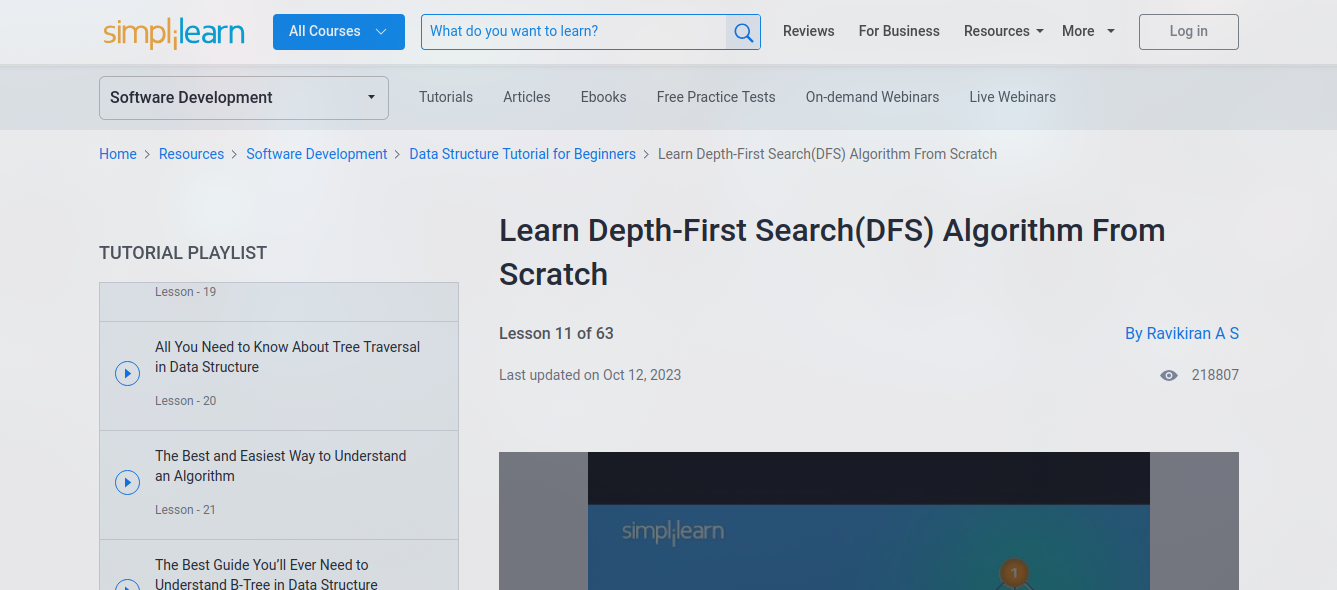 simplilearn
All Courses
What do you want to learn?
Reviews
For Business
Resources
More
Log in
Software Development
Tutorials
Articles
Ebooks
Free Practice Tests
On-demand Webinars
Live Webinars
Home > Resources > Software Development > Data Structure Tutorial for Beginners > Learn Depth-First Search(DFS) Algorithm From Scratch
TUTORIAL PLAYLIST
Lesson - 19
All You Need to Know About Tree Traversal
in Data Structure
Lesson - 20
The Best and Easiest Way to Understand
an Algorithm
Lesson - 21
The Best Guide You’ll Ever Need to
Understand B-Tree in Data Structure
Learn Depth-First Search(DFS) Algorithm From
Scratch
Lesson 11 of 63
By Ravikiran A S
Last updated on Oct 12, 2023
218807
simplilearn
1